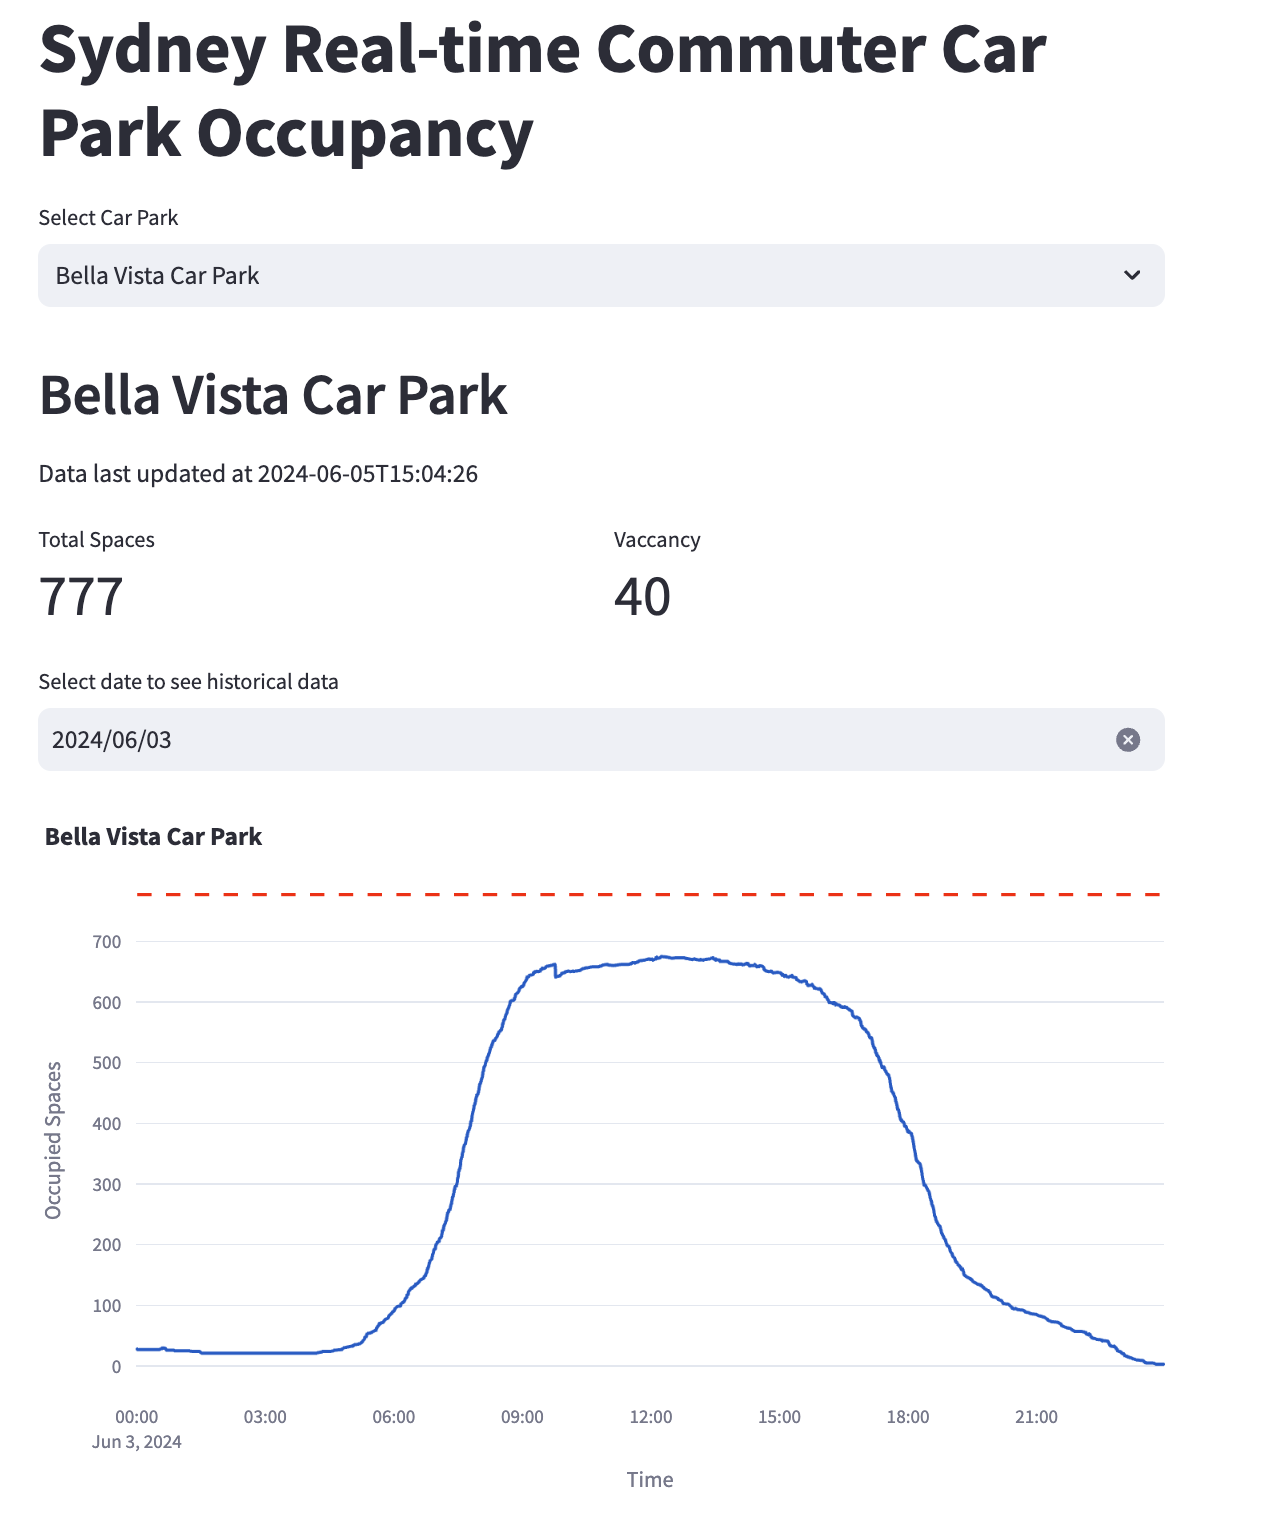 Sydney Real-time Commuter Car
Park Occupancy
Select Car Park
Bella Vista Car Park
Bella Vista Car Park
Data last updated at 2024-06-05T15:04:26
Total Spaces
Vaccancy
777
40
Select date to see historical data
2024/06/03
Bella Vista Car Park
700
600
500
400
300
200
100
0
Occupied Spaces
00:00
03:00
06:00
09:00
12:00
15:00
18:00
21:00
Jun 3, 2024
Time